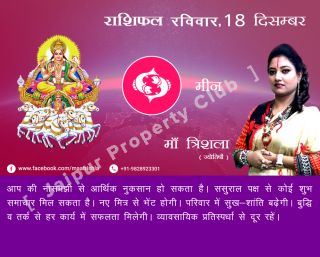 राशिफल रविवार,18 दिसम्बर
मीन
माँ त्रिशला
( ज्योतिषी )
[ Jaipur Property Club ]
www.facebook.com/maatrishla
+91-9828923301
आप की नासमझी से आर्थिक नुकसान हो सकता है। ससुराल पक्ष से कोई शुभ
समाचार मिल सकता है। नए मित्र से भेंट होगी। परिवार में सुख–शांति बढ़ेगी। बुद्धि
व तर्क से हर कार्य में सफलता मिलेगी। व्यावसायिक प्रतिस्पर्धा से दूर रहें।